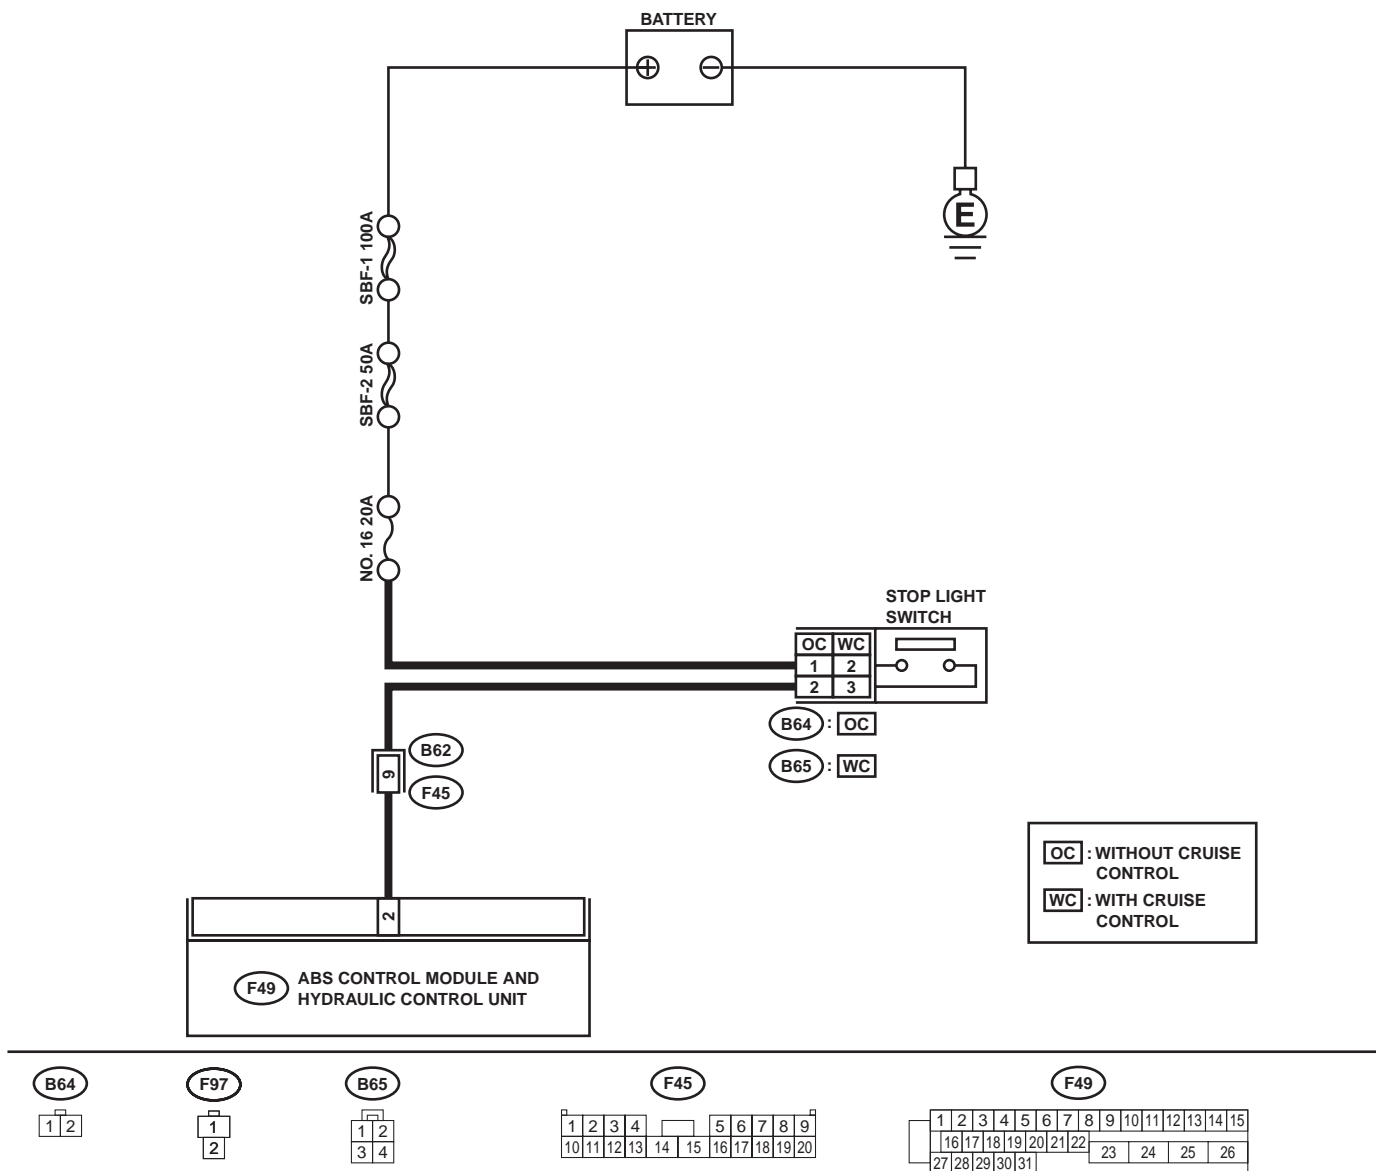 BATTERY
E
SBF-1 100A
SBF-2 50A
NO. 16 20A
STOP LIGHT
SWITCH
OC WC
1 2
2 3
B64 : OC
B65 : WC
B62
9
F45
OC : WITHOUT CRUISE
CONTROL
WC : WITH CRUISE
CONTROL
2
F49 ABS CONTROL MODULE AND
HYDRAULIC CONTROL UNIT
B64 F97 B65 F45 F49
1 2
1
2
1 2
3 4
1 2 3 4 5 6 7 8 9
10 11 12 13 14 15 16 17 18 19 20
1 2 3 4 5 6 7 8 9 10 11 12 13 14 15
16 17 18 19 20 21 22 23 24 25 26
27 28 29 30 31